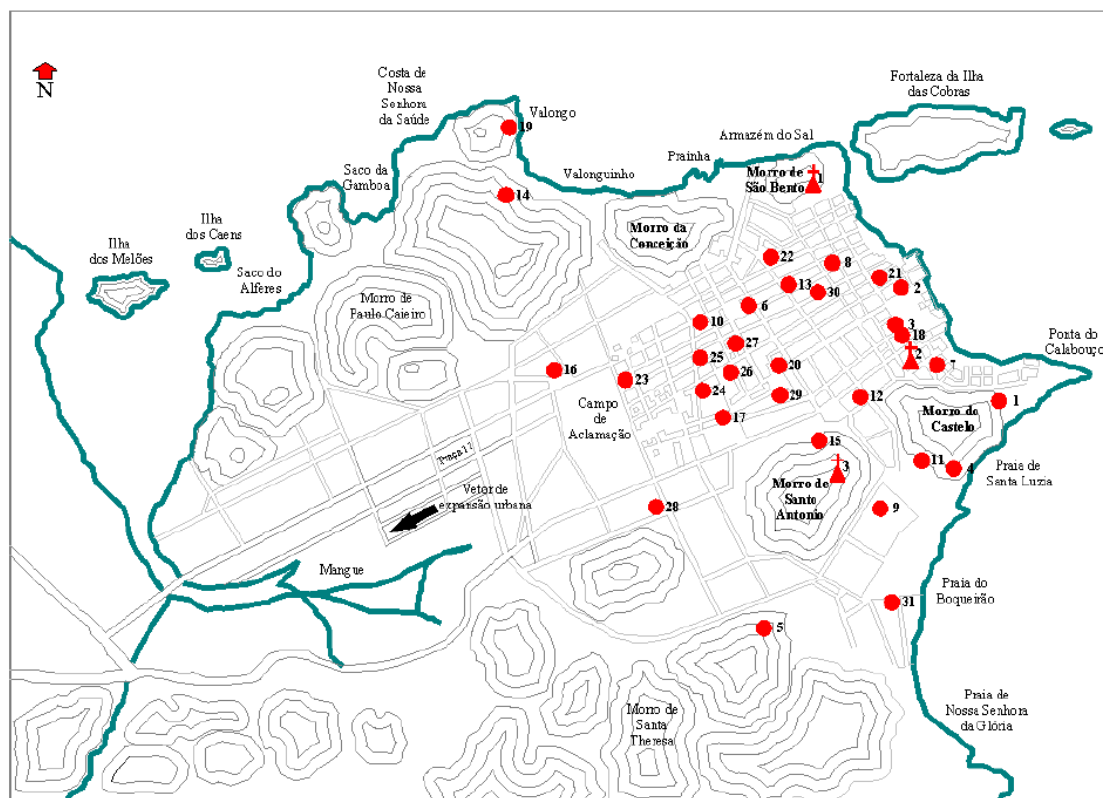 N
Costa de
Nossa
Senhora
da Saúde
Valongo
19
Fortaleza da Ilha
das Cobras
Armazém do Sal
Prainha
Valonguinho
Saco da
Gamboa
14
Morro de
São Bento
1
Morro da
Conceição
Ilha
dos Caens
Ilha
dos Melões
Saco do
Alferes
Morro de
Paulo Caieiro
22
8
21
2
13
30
6
10
3
18
27
2
7
Ponta do
Calabouço
25
26
20
16
23
24
29
12
1
17
Campo
de
Aclamação
Morro do
Castelo
15
11
4
3
Praia de
Santa Luzia
Morro de
Santo
Antonio
Praça 11
Vetor de
expansão urbana
28
9
Mangue
Praia do
Boqueirão
31
5
Morro de
Santa
Theresa
Praia de
Nossa Senhora
da Glória